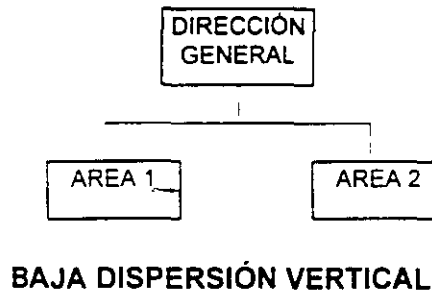 DIRECCIÓN
GENERAL
AREA 1
AREA 2
BAJA DISPERSIÓN VERTICAL